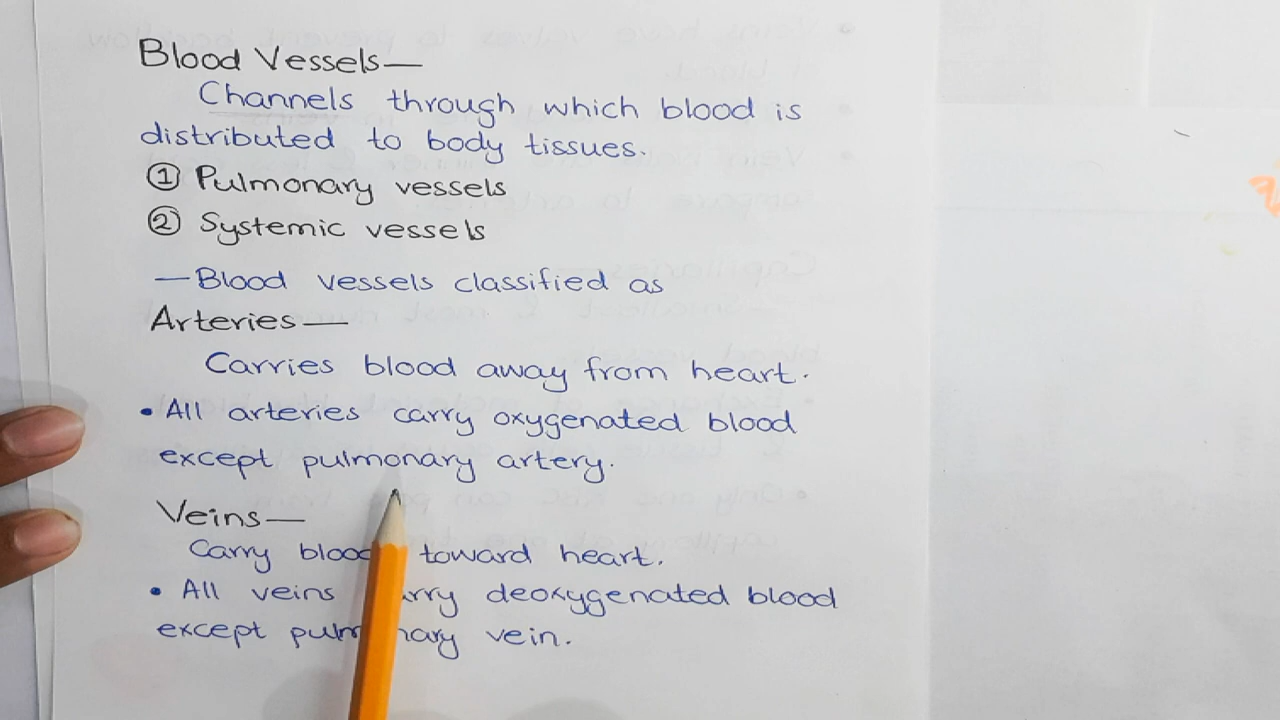 Blood Vessels—
Channels through which blood is
distributed to body tissues.
① Pulmonary vessels
② Systemic vessels
—Blood vessels classified as
Arteries—
Carries blood away from heart.
•All arteries carry oxygenated blood
except pulmonary artery.
Veins—
Carry blood toward heart.
• All veins carry deoxygenated blood
except pulmonary vein.